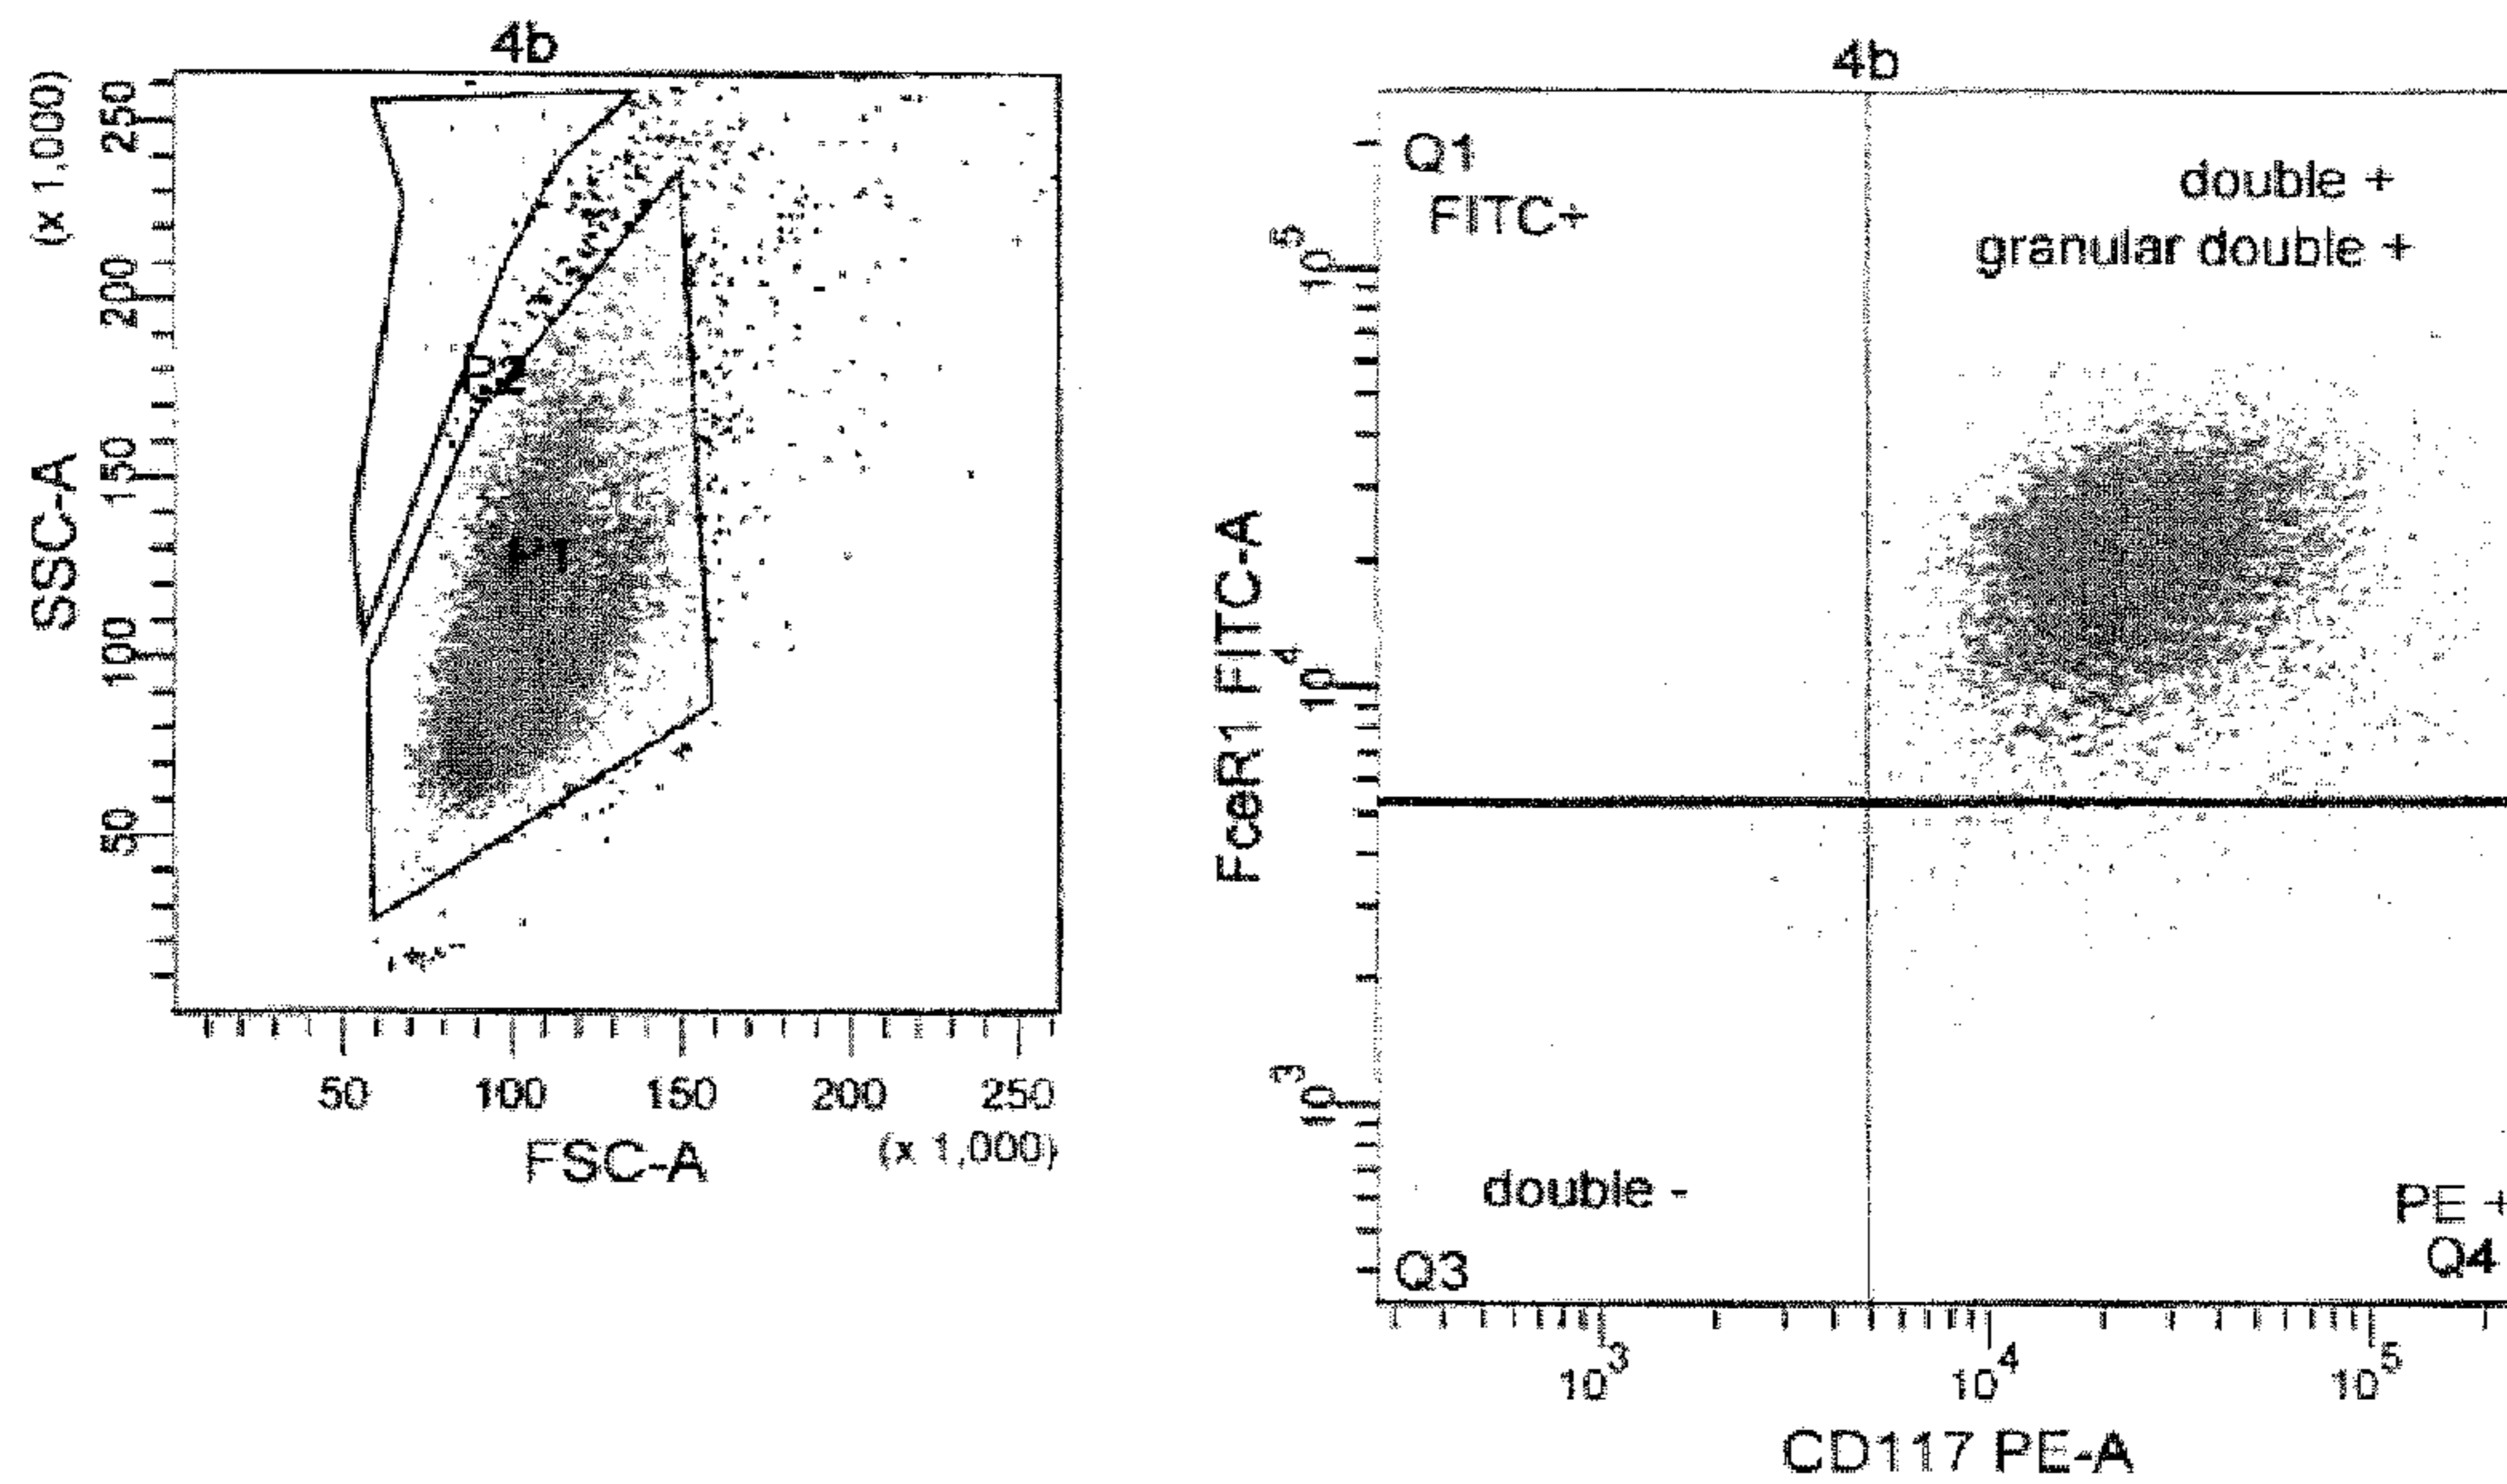 4b
(x 1,000)
250
200
150
100
50
SSC-A
P2
P1
50 100 150 200 250
FSC-A
(x 1,000)
4b
Q1
FITC+
double +
granular double +
10^5
10^4
10^3
FceR1 FITC-A
double -
Q3
PE +
Q4
10^3 10^4 10^5
CD117 PE-A